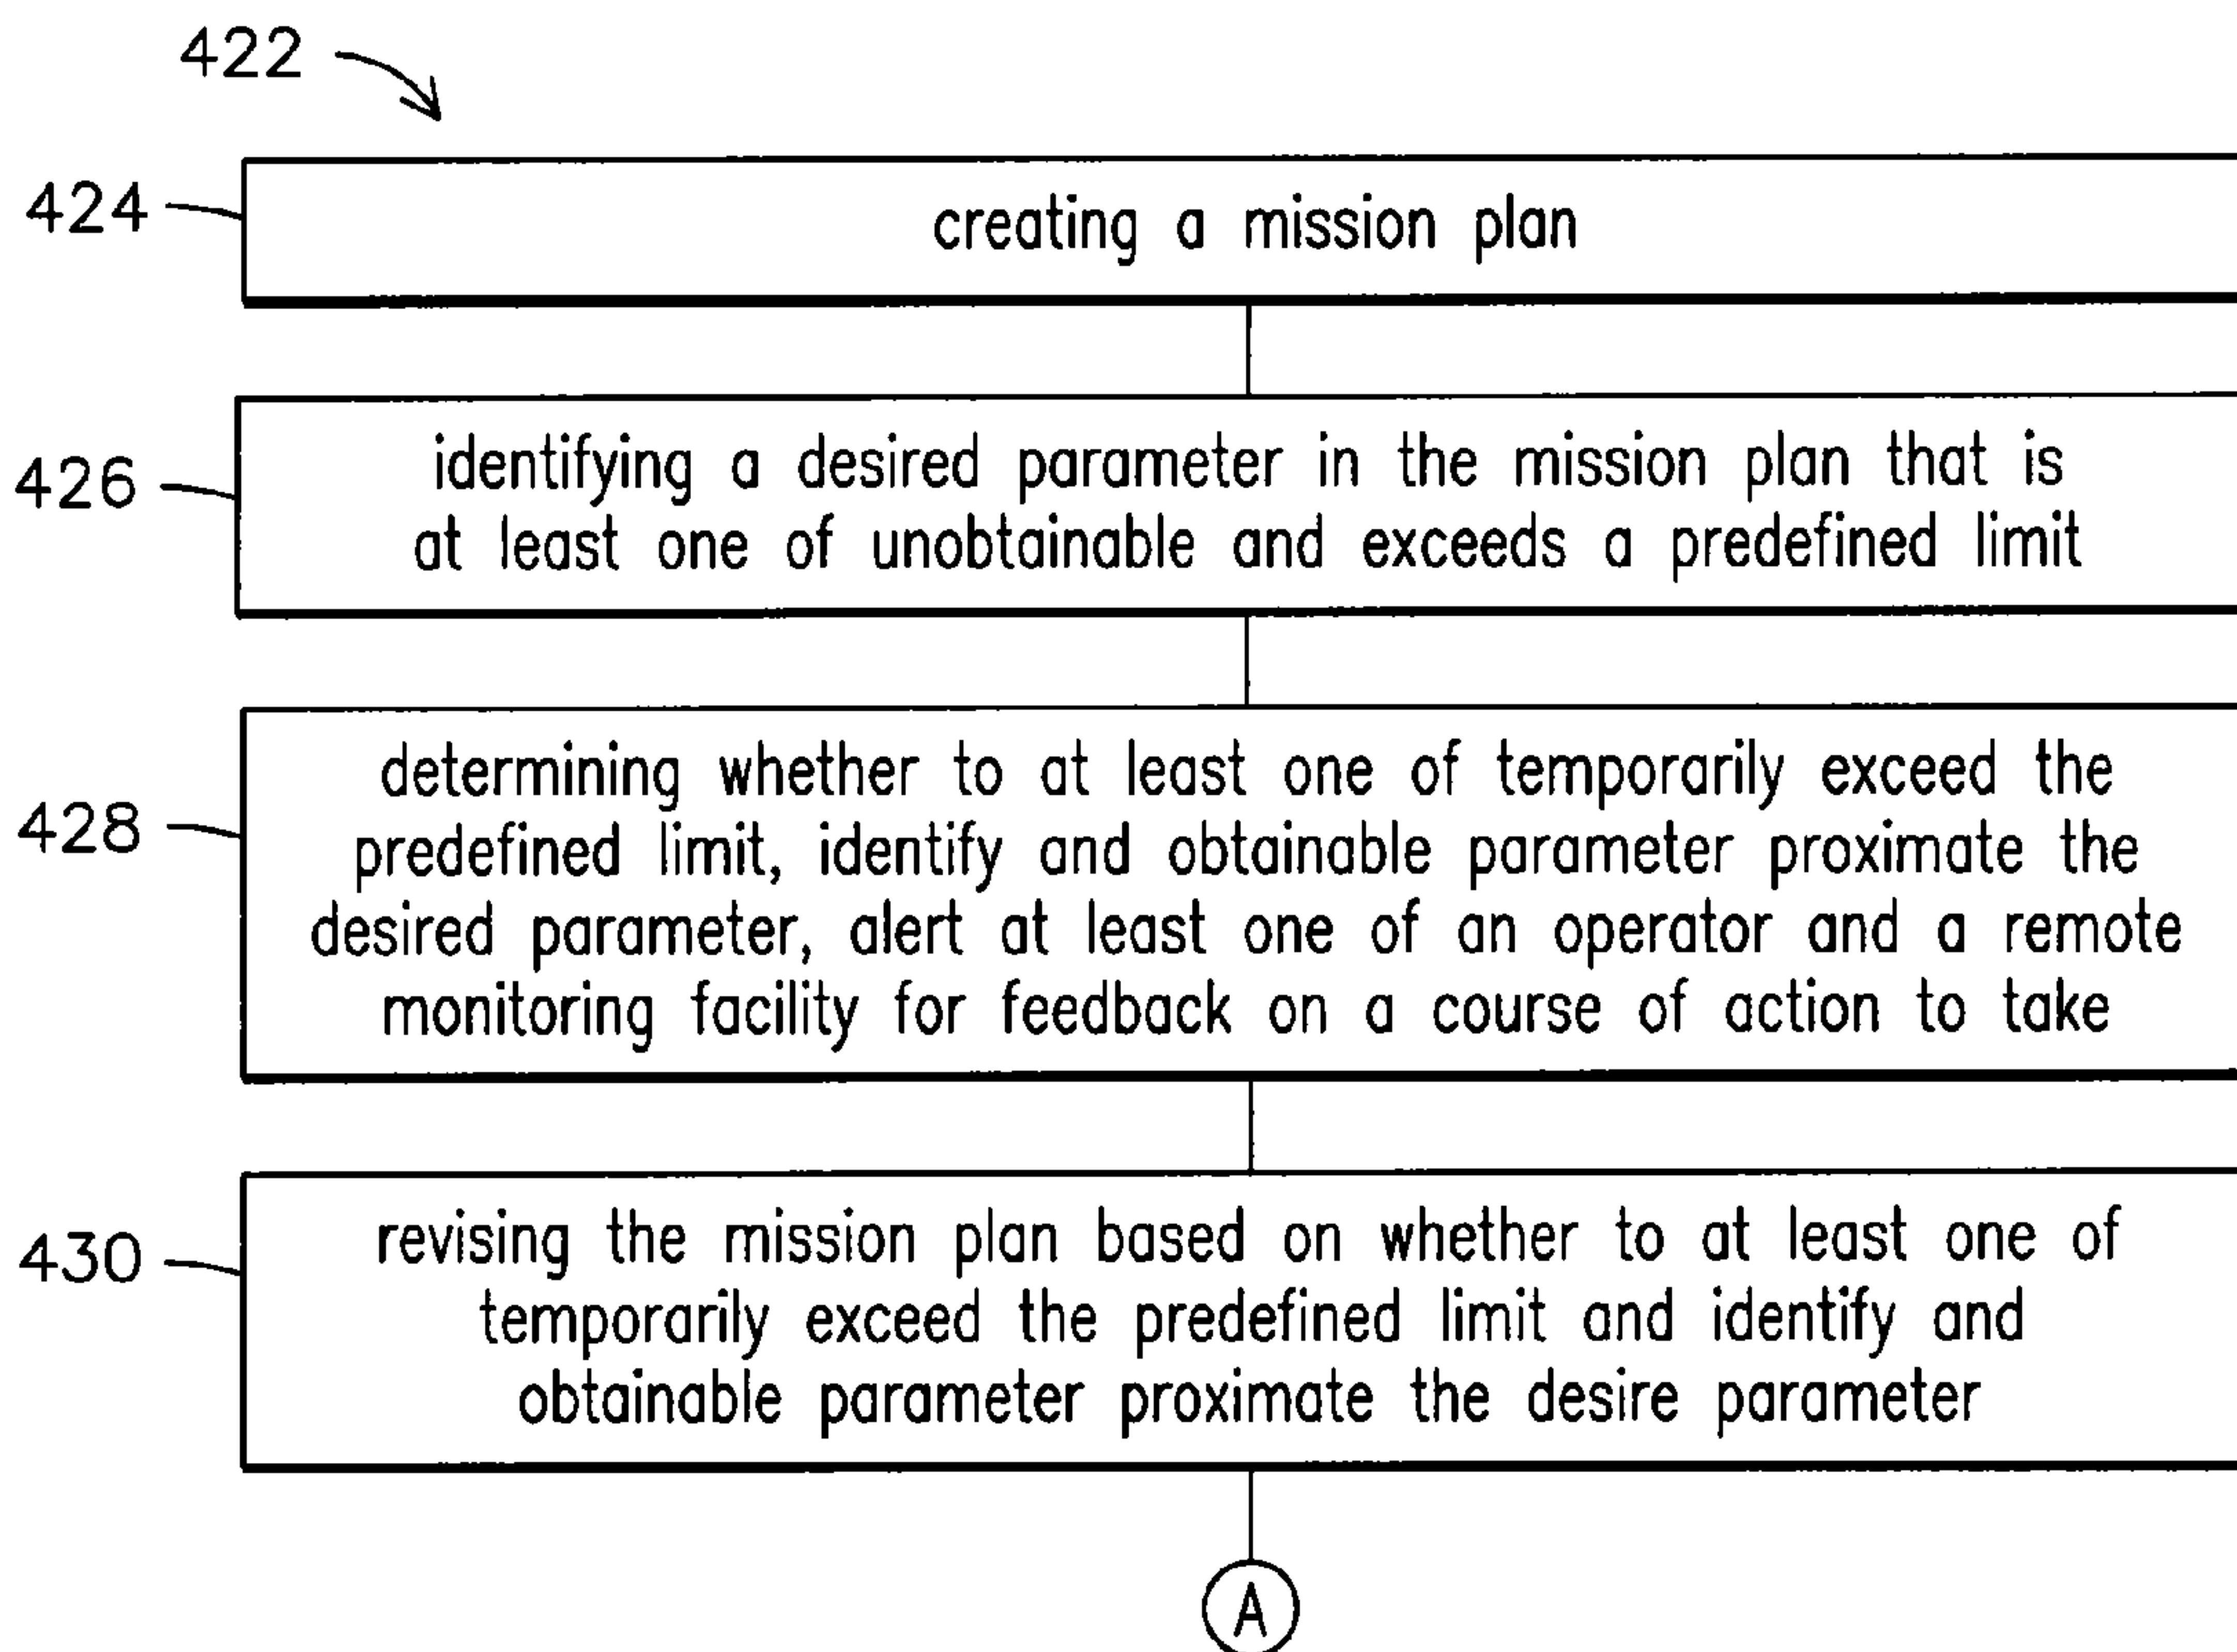 422
424
creating a mission plan
426
identifying a desired parameter in the mission plan that is
at least one of unobtainable and exceeds a predefined limit
428
determining whether to at least one of temporarily exceed the
predefined limit, identify and obtainable parameter proximate the
desired parameter, alert at least one of an operator and a remote
monitoring facility for feedback on a course of action to take
430
revising the mission plan based on whether to at least one of
temporarily exceed the predefined limit and identify and
obtainable parameter proximate the desire parameter
A